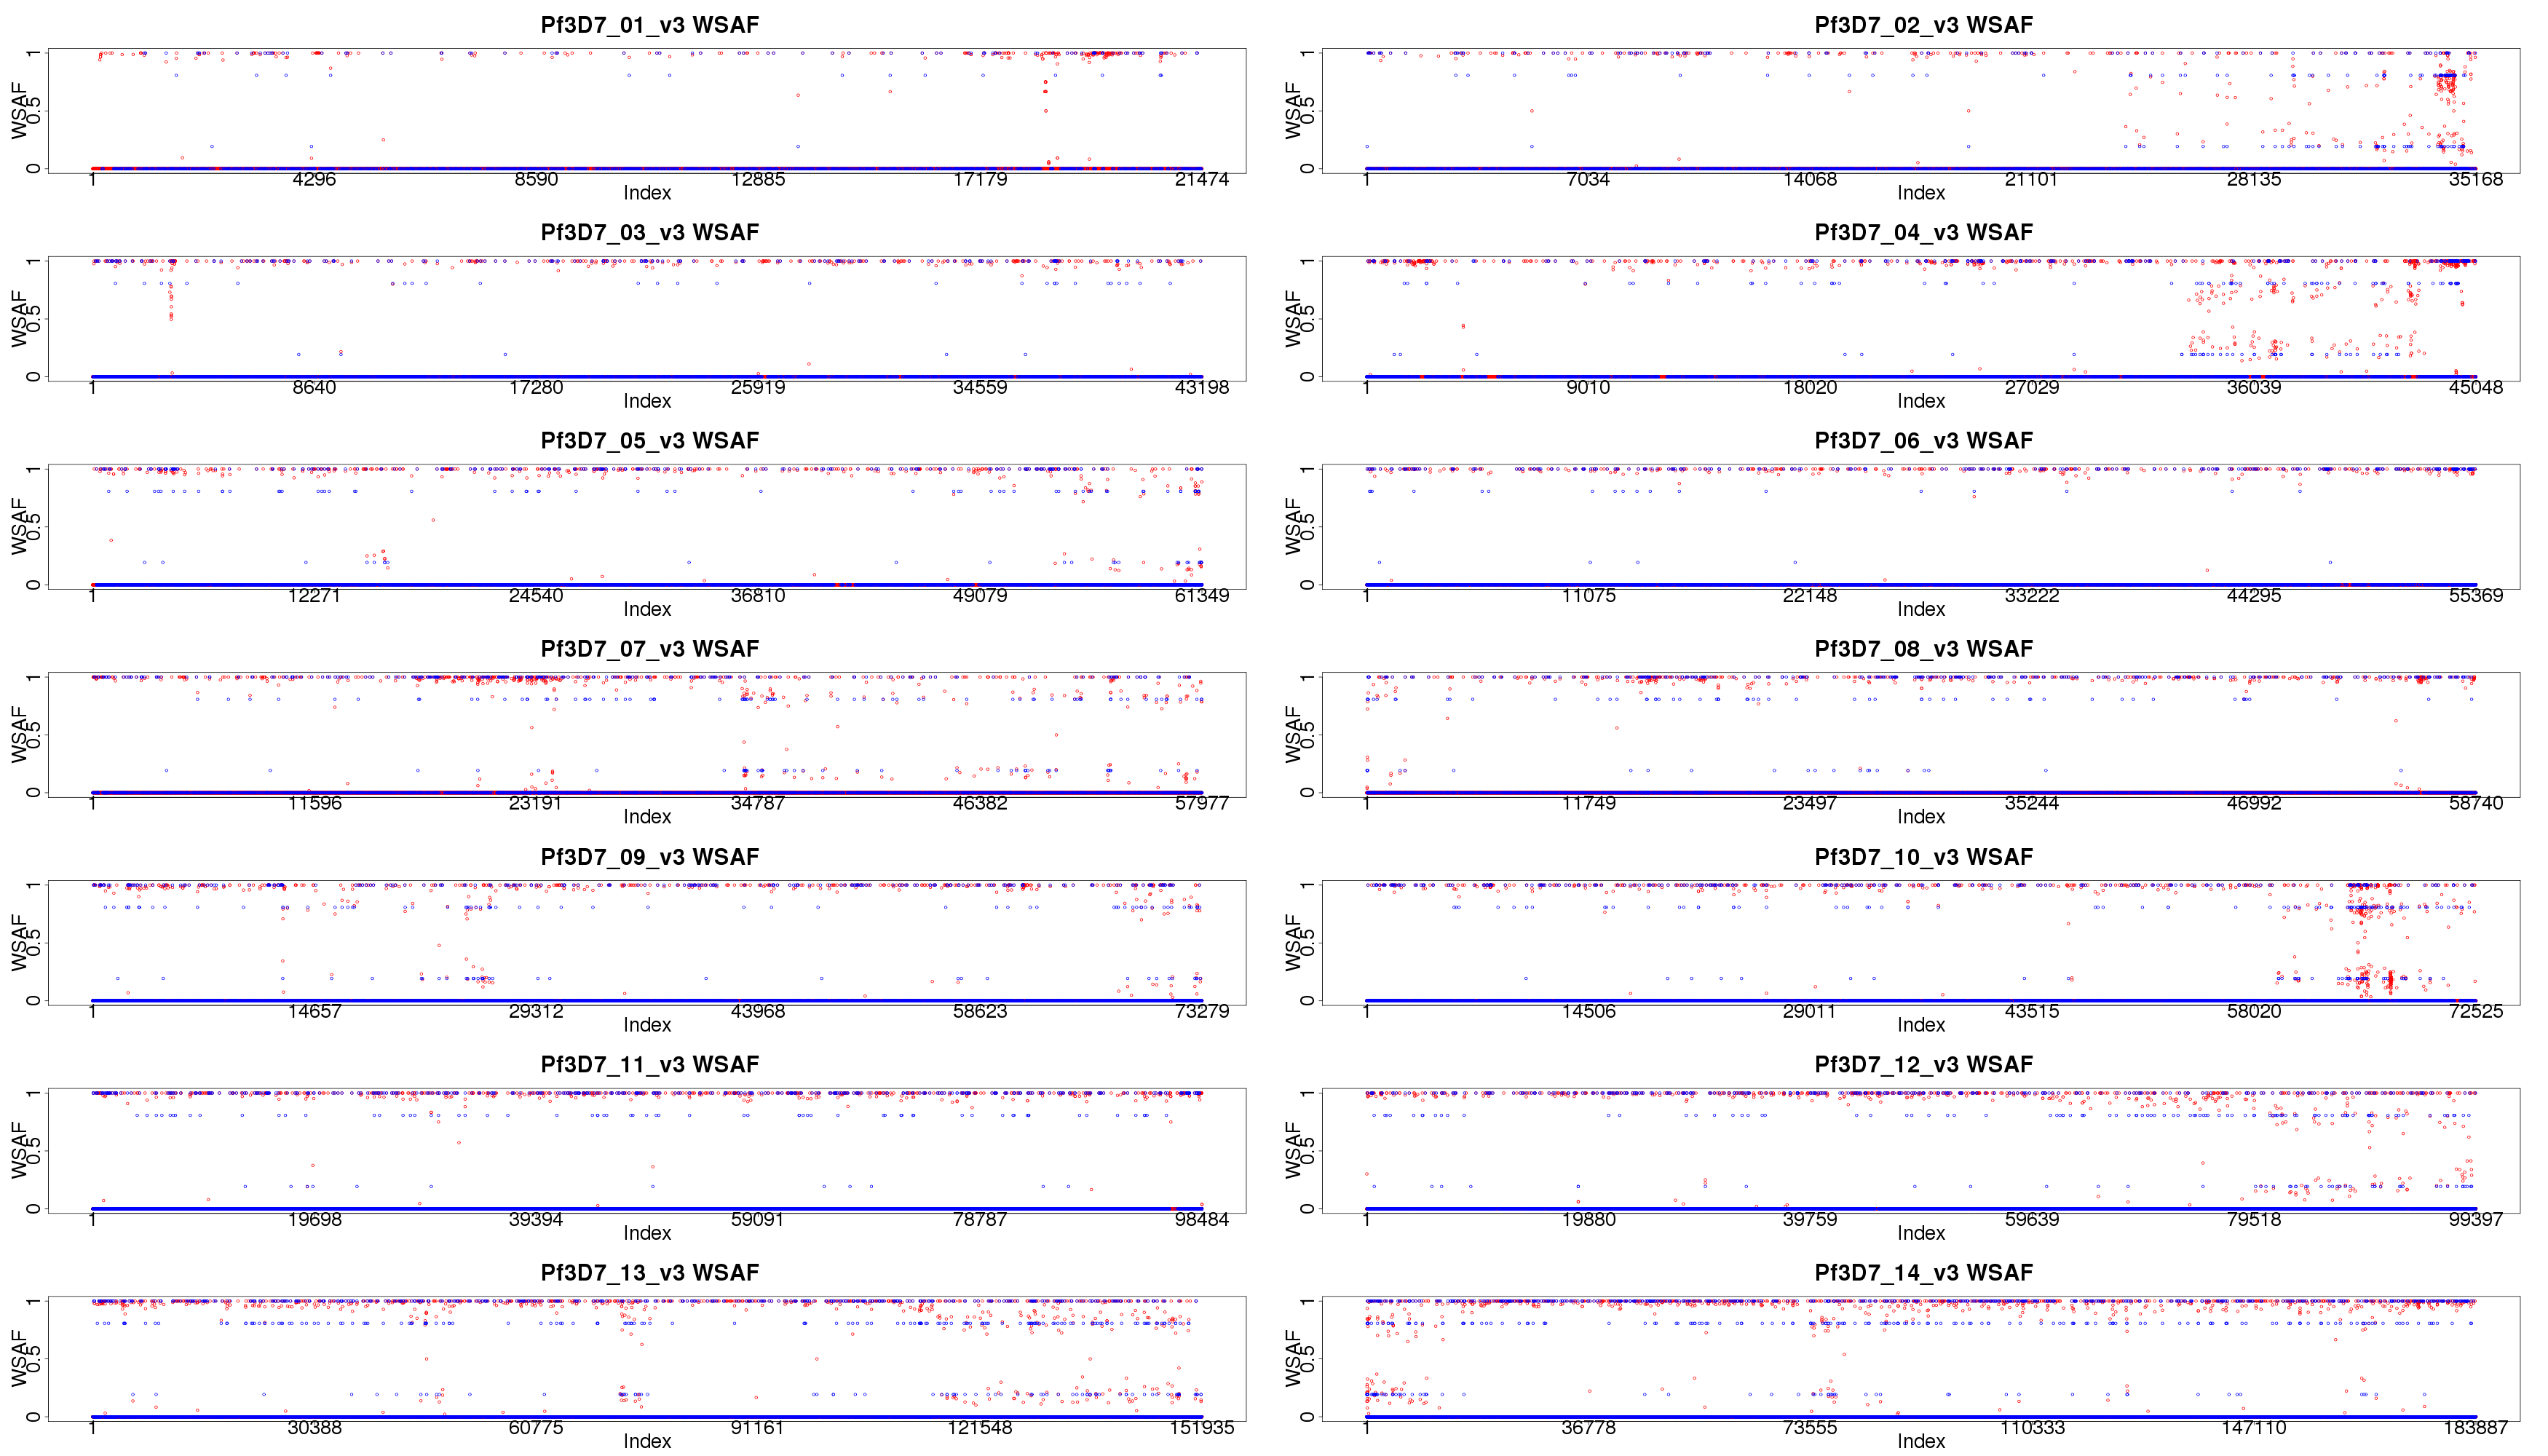 Pf3D7_01_v3 WSAF
WSAF
1
0.5
0
1 4296 8590 12885 17179 21474
Index
Pf3D7_02_v3 WSAF
WSAF
1
0.5
0
1 7034 14068 21101 28135 35168
Index
Pf3D7_03_v3 WSAF
WSAF
1
0.5
0
1 8640 17280 25919 34559 43198
Index
Pf3D7_04_v3 WSAF
WSAF
1
0.5
0
1 9010 18020 27029 36039 45048
Index
Pf3D7_05_v3 WSAF
WSAF
1
0.5
0
1 12271 24540 36810 49079 61349
Index
Pf3D7_06_v3 WSAF
WSAF
1
0.5
0
1 11075 22148 33222 44295 55369
Index
Pf3D7_07_v3 WSAF
WSAF
1
0.5
0
1 11596 23191 34787 46382 57977
Index
Pf3D7_08_v3 WSAF
WSAF
1
0.5
0
1 11749 23497 35244 46992 58740
Index
Pf3D7_09_v3 WSAF
WSAF
1
0.5
0
1 14657 29312 43968 58623 73279
Index
Pf3D7_10_v3 WSAF
WSAF
1
0.5
0
1 14506 29011 43515 58020 72525
Index
Pf3D7_11_v3 WSAF
WSAF
1
0.5
0
1 19698 39394 59091 78787 98484
Index
Pf3D7_12_v3 WSAF
WSAF
1
0.5
0
1 19880 39759 59639 79518 99397
Index
Pf3D7_13_v3 WSAF
WSAF
1
0.5
0
1 30388 60775 91161 121548 151935
Index
Pf3D7_14_v3 WSAF
WSAF
1
0.5
0
1 36778 73555 110333 147110 183887
Index